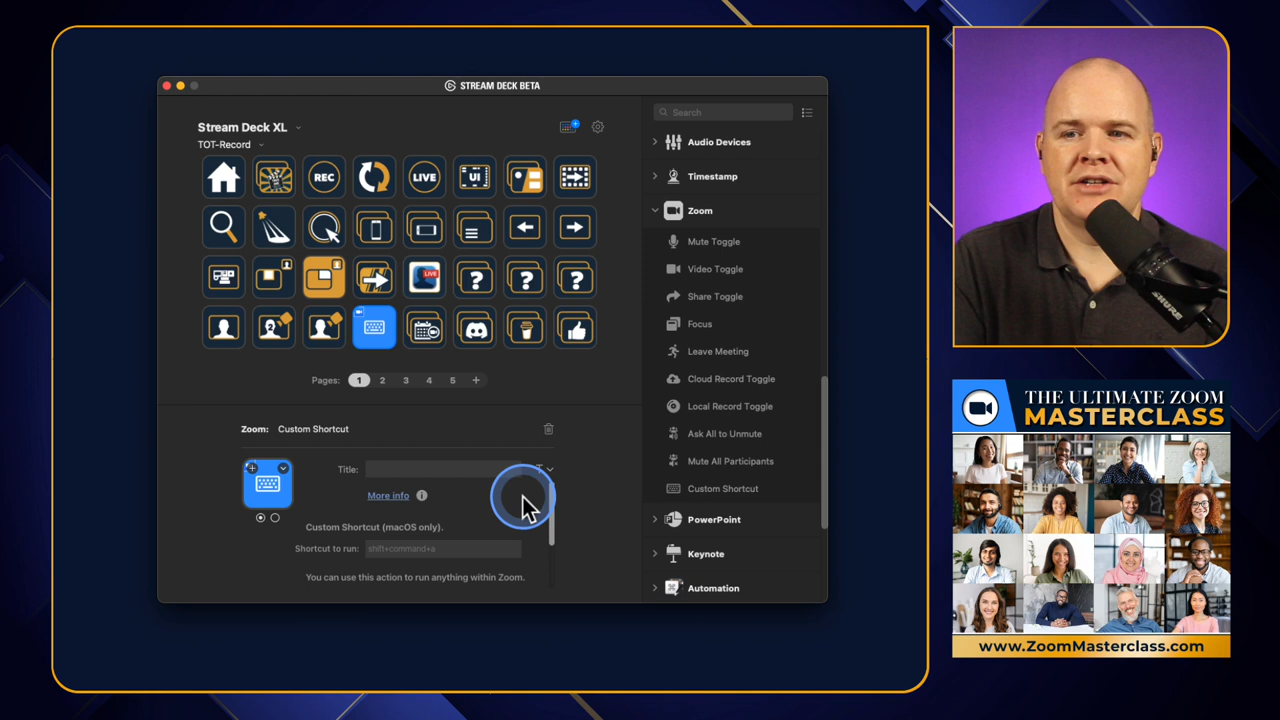 STREAM DECK BETA
Stream Deck XL
TOT-Record
REC
LIVE
UI
LIVE
?
?
?
2
Pages: 1 2 3 4 5 +
Zoom: Custom Shortcut
Title:
T
More info
Custom Shortcut (macOS only).
Shortcut to run: shift+command+a
You can use this action to run anything within Zoom.
Search
Audio Devices
Timestamp
Zoom
Mute Toggle
Video Toggle
Share Toggle
Focus
Leave Meeting
Cloud Record Toggle
Local Record Toggle
Ask All to Unmute
Mute All Participants
Custom Shortcut
PowerPoint
Keynote
Automation
SHURE
THE ULTIMATE ZOOM
MASTERCLASS
www.ZoomMasterclass.com